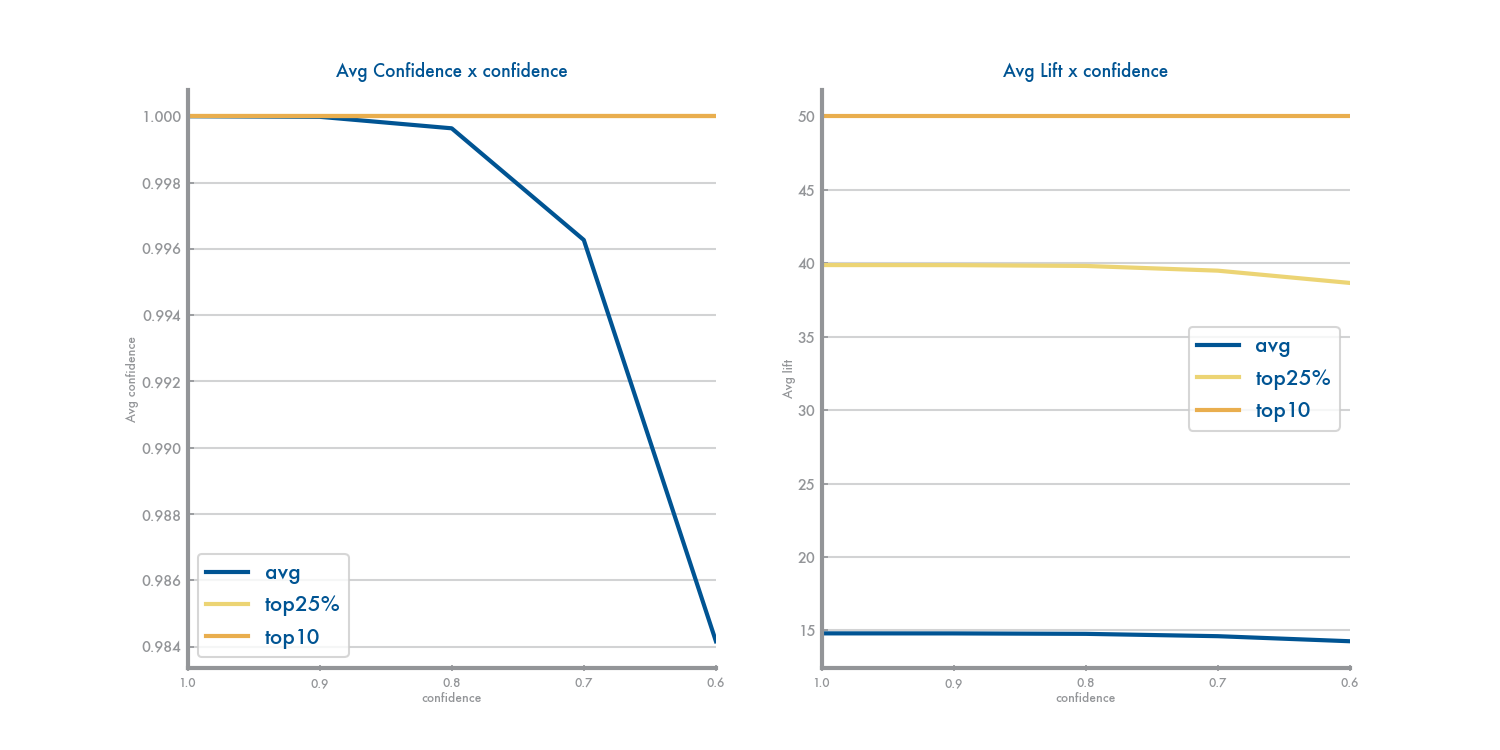 Avg Confidence x confidence
1.000
0.998
0.996
0.994
0.992
0.990
0.988
0.986
0.984
Avg confidence
avg
top25%
top10
1.0 0.9 0.8 0.7 0.6
confidence
Avg Lift x confidence
50
45
40
35
30
25
20
15
Avg lift
avg
top25%
top10
1.0 0.9 0.8 0.7 0.6
confidence